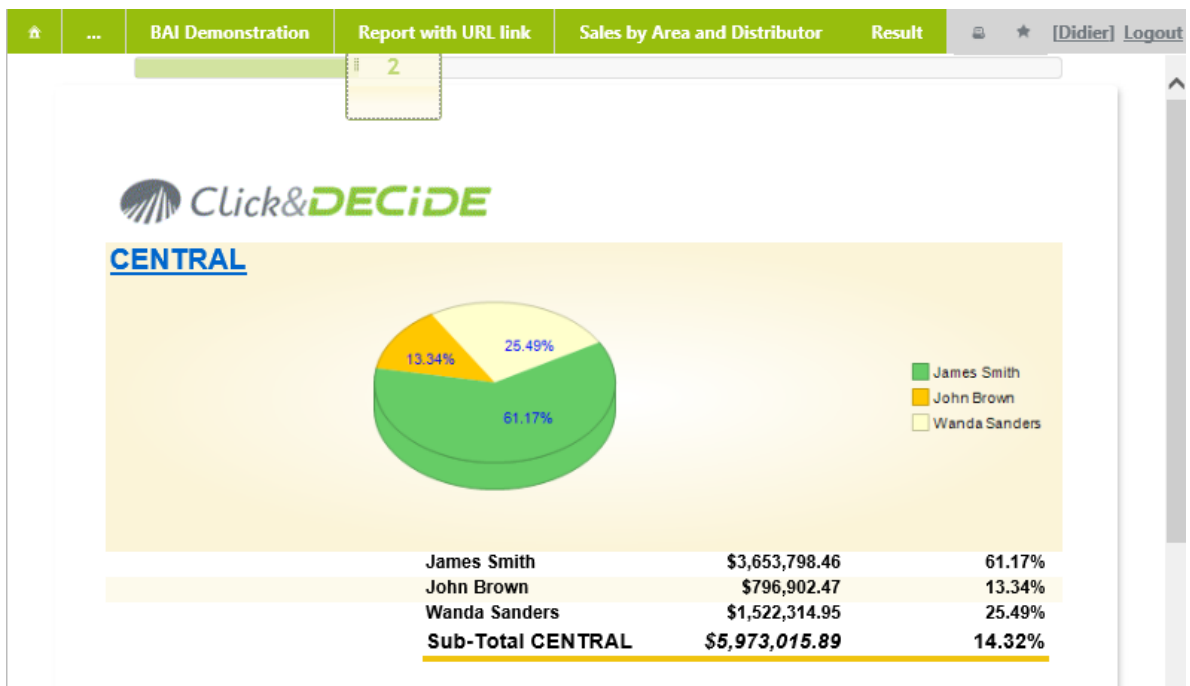 ... BAI Demonstration Report with URL link Sales by Area and Distributor Result [Didier] Logout
2
Click&DECiDE
CENTRAL
25.49%
13.34%
61.17%
James Smith
John Brown
Wanda Sanders
James Smith $3,653,798.46 61.17%
John Brown $796,902.47 13.34%
Wanda Sanders $1,522,314.95 25.49%
Sub-Total CENTRAL $5,973,015.89 14.32%